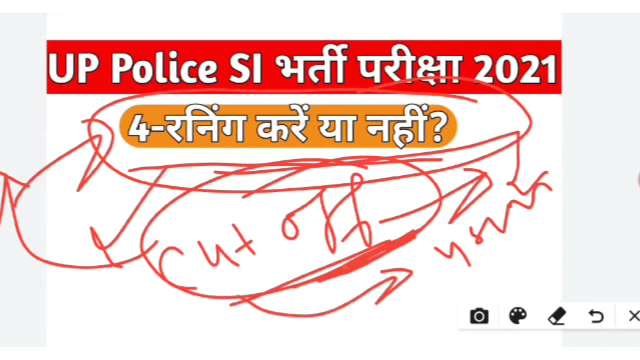 UP Police SI भर्ती परीक्षा 2021
4-रनिंग करें या नहीं?
cut off